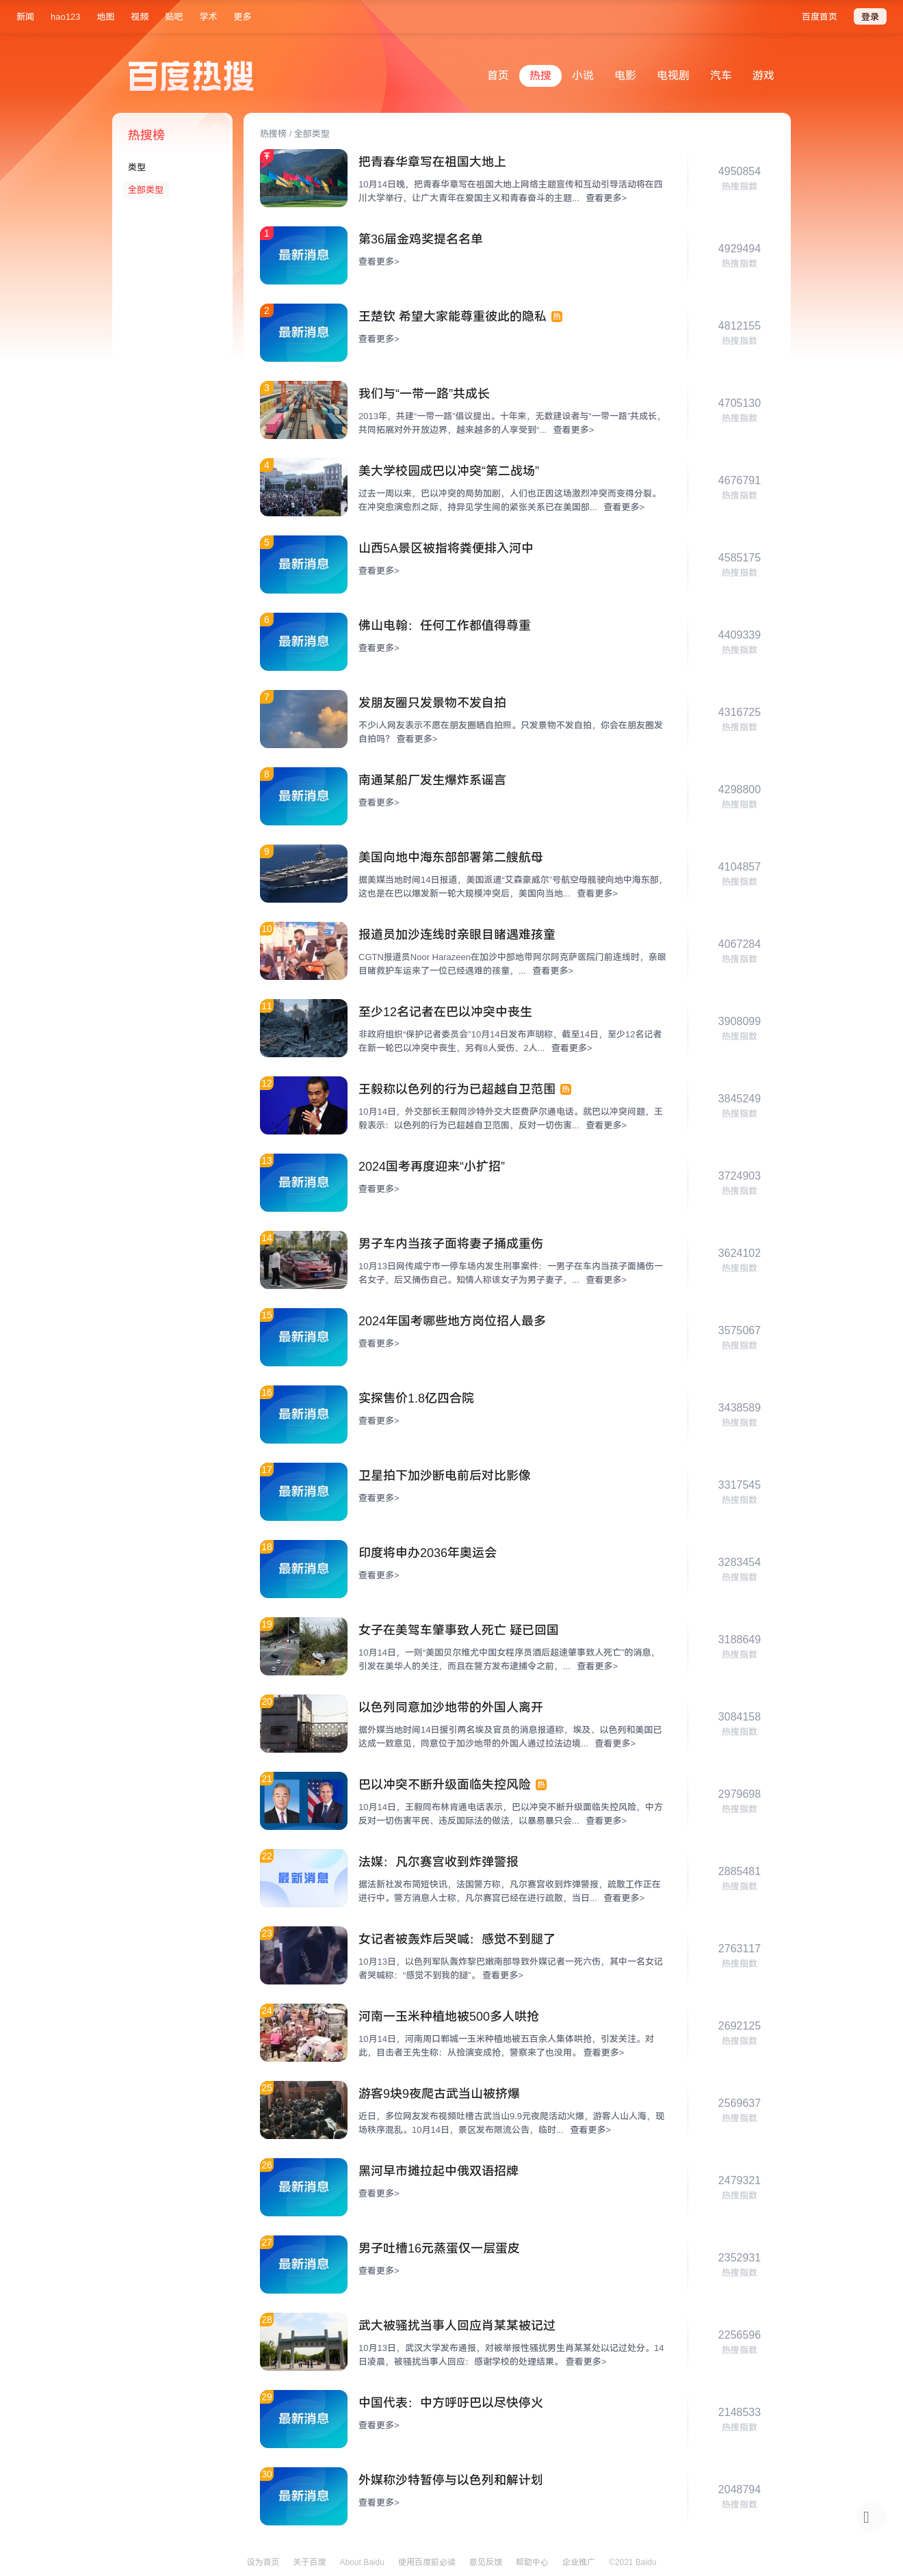 新闻 hao123 地图 视频 贴吧 学术 更多 百度首页 登录
百度热搜
首页 热搜 小说 电影 电视剧 汽车 游戏
热搜榜
类型
全部类型
热搜榜 / 全部类型
把青春华章写在祖国大地上
10月14日晚，把青春华章写在祖国大地上网络主题宣传和互动引导活动将在四
川大学举行，让广大青年在爱国主义和青春奋斗的主题... 查看更多>
4950854
热搜指数
1
最新消息
第36届金鸡奖提名名单
查看更多>
4929494
热搜指数
2
最新消息
王楚钦 希望大家能尊重彼此的隐私 热
查看更多>
4812155
热搜指数
3
我们与“一带一路”共成长
2013年，共建“一带一路”倡议提出。十年来，无数建设者与“一带一路”共成长，
共同拓展对外开放边界，越来越多的人享受到“... 查看更多>
4705130
热搜指数
4
美大学校园成巴以冲突“第二战场”
过去一周以来，巴以冲突的局势加剧，人们也正因这场激烈冲突而变得分裂。
在冲突愈演愈烈之际，持异见学生间的紧张关系已在美国部... 查看更多>
4676791
热搜指数
5
最新消息
山西5A景区被指将粪便排入河中
查看更多>
4585175
热搜指数
6
最新消息
佛山电翰：任何工作都值得尊重
查看更多>
4409339
热搜指数
7
发朋友圈只发景物不发自拍
不少i人网友表示不愿在朋友圈晒自拍照。只发景物不发自拍，你会在朋友圈发
自拍吗？ 查看更多>
4316725
热搜指数
8
最新消息
南通某船厂发生爆炸系谣言
查看更多>
4298800
热搜指数
9
美国向地中海东部部署第二艘航母
据美媒当地时间14日报道，美国派遣“艾森豪威尔”号航空母舰驶向地中海东部，
这也是在巴以爆发新一轮大规模冲突后，美国向当地... 查看更多>
4104857
热搜指数
10
报道员加沙连线时亲眼目睹遇难孩童
CGTN报道员Noor Harazeen在加沙中部地带阿尔阿克萨医院门前连线时，亲眼
目睹救护车运来了一位已经遇难的孩童，... 查看更多>
4067284
热搜指数
11
至少12名记者在巴以冲突中丧生
非政府组织“保护记者委员会”10月14日发布声明称，截至14日，至少12名记者
在新一轮巴以冲突中丧生，另有8人受伤、2人... 查看更多>
3908099
热搜指数
12
王毅称以色列的行为已超越自卫范围 热
10月14日，外交部长王毅同沙特外交大臣费萨尔通电话。就巴以冲突问题，王
毅表示：以色列的行为已超越自卫范围，反对一切伤害... 查看更多>
3845249
热搜指数
13
最新消息
2024国考再度迎来“小扩招”
查看更多>
3724903
热搜指数
14
男子车内当孩子面将妻子捅成重伤
10月13日网传咸宁市一停车场内发生刑事案件：一男子在车内当孩子面捅伤一
名女子，后又捅伤自己。知情人称该女子为男子妻子，... 查看更多>
3624102
热搜指数
15
最新消息
2024年国考哪些地方岗位招人最多
查看更多>
3575067
热搜指数
16
最新消息
实探售价1.8亿四合院
查看更多>
3438589
热搜指数
17
最新消息
卫星拍下加沙断电前后对比影像
查看更多>
3317545
热搜指数
18
最新消息
印度将申办2036年奥运会
查看更多>
3283454
热搜指数
19
女子在美驾车肇事致人死亡 疑已回国
10月14日，一则“美国贝尔维尤中国女程序员酒后超速肇事致人死亡”的消息，
引发在美华人的关注，而且在警方发布逮捕令之前，... 查看更多>
3188649
热搜指数
20
以色列同意加沙地带的外国人离开
据外媒当地时间14日援引两名埃及官员的消息报道称，埃及、以色列和美国已
达成一致意见，同意位于加沙地带的外国人通过拉法边境... 查看更多>
3084158
热搜指数
21
巴以冲突不断升级面临失控风险 热
10月14日，王毅同布林肯通电话表示，巴以冲突不断升级面临失控风险，中方
反对一切伤害平民、违反国际法的做法，以暴易暴只会... 查看更多>
2979698
热搜指数
22
最新消息
法媒：凡尔赛宫收到炸弹警报
据法新社发布简短快讯，法国警方称，凡尔赛宫收到炸弹警报，疏散工作正在
进行中。警方消息人士称，凡尔赛宫已经在进行疏散，当日... 查看更多>
2885481
热搜指数
23
女记者被轰炸后哭喊：感觉不到腿了
10月13日，以色列军队轰炸黎巴嫩南部导致外媒记者一死六伤，其中一名女记
者哭喊称：“感觉不到我的腿”。 查看更多>
2763117
热搜指数
24
河南一玉米种植地被500多人哄抢
10月14日，河南周口郸城一玉米种植地被五百余人集体哄抢，引发关注。对
此，目击者王先生称：从捡演变成抢，警察来了也没用。 查看更多>
2692125
热搜指数
25
游客9块9夜爬古武当山被挤爆
近日，多位网友发布视频吐槽古武当山9.9元夜爬活动火爆，游客人山人海，现
场秩序混乱。10月14日，景区发布限流公告，临时... 查看更多>
2569637
热搜指数
26
最新消息
黑河早市摊拉起中俄双语招牌
查看更多>
2479321
热搜指数
27
最新消息
男子吐槽16元蒸蛋仅一层蛋皮
查看更多>
2352931
热搜指数
28
武大被骚扰当事人回应肖某某被记过
10月13日，武汉大学发布通报，对被举报性骚扰男生肖某某处以记过处分。14
日凌晨，被骚扰当事人回应：感谢学校的处理结果。 查看更多>
2256596
热搜指数
29
最新消息
中国代表：中方呼吁巴以尽快停火
查看更多>
2148533
热搜指数
30
最新消息
外媒称沙特暂停与以色列和解计划
查看更多>
2048794
热搜指数
设为首页 关于百度 About Baidu 使用百度前必读 意见反馈 帮助中心 企业推广 ©2021 Baidu